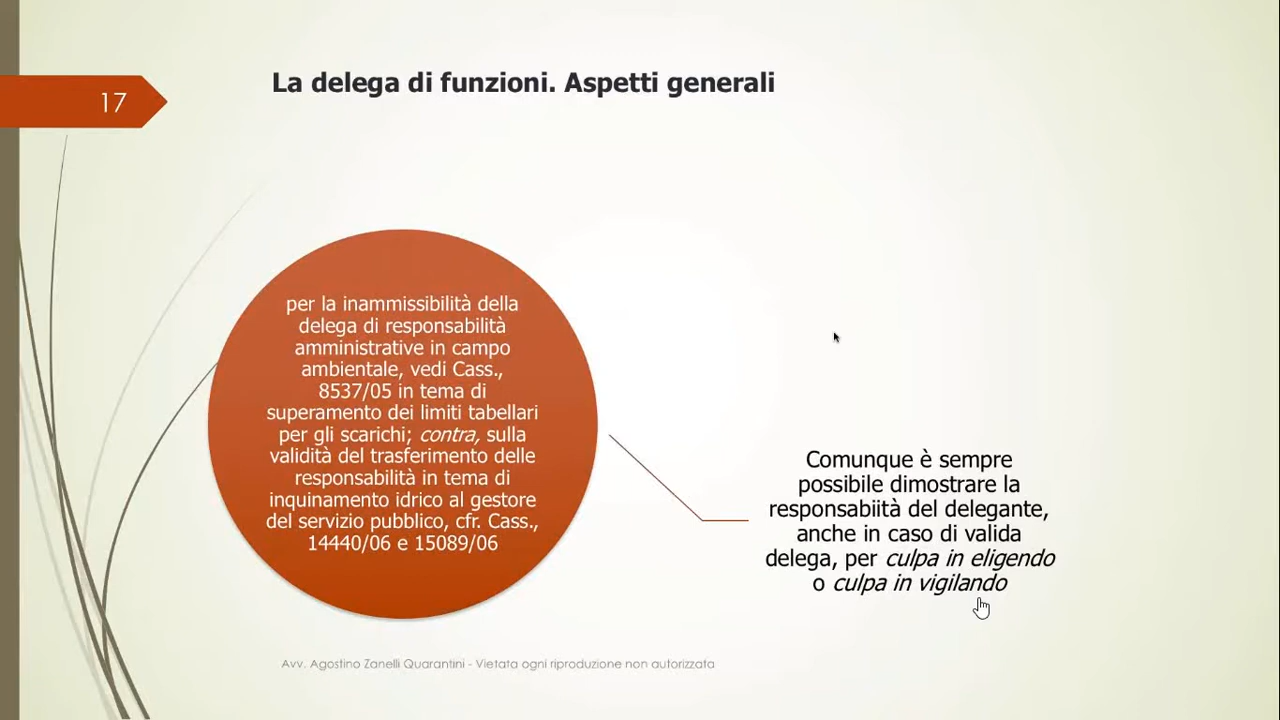 La delega di funzioni. Aspetti generali
17
per la inammissibilità della
delega di responsabilità
amministrative in campo
ambientale, vedi Cass.,
8537/05 in tema di
superamento dei limiti tabellari
per gli scarichi; contra, sulla
validità del trasferimento delle
responsabilità in tema di
inquinamento idrico al gestore
del servizio pubblico, cfr. Cass.,
14440/06 e 15089/06
Comunque è sempre
possibile dimostrare la
responsabiità del delegante,
anche in caso di valida
delega, per culpa in eligendo
o culpa in vigilando
Avv. Agostino Zanelli Quarantini - Vietata ogni riproduzione non autorizzata